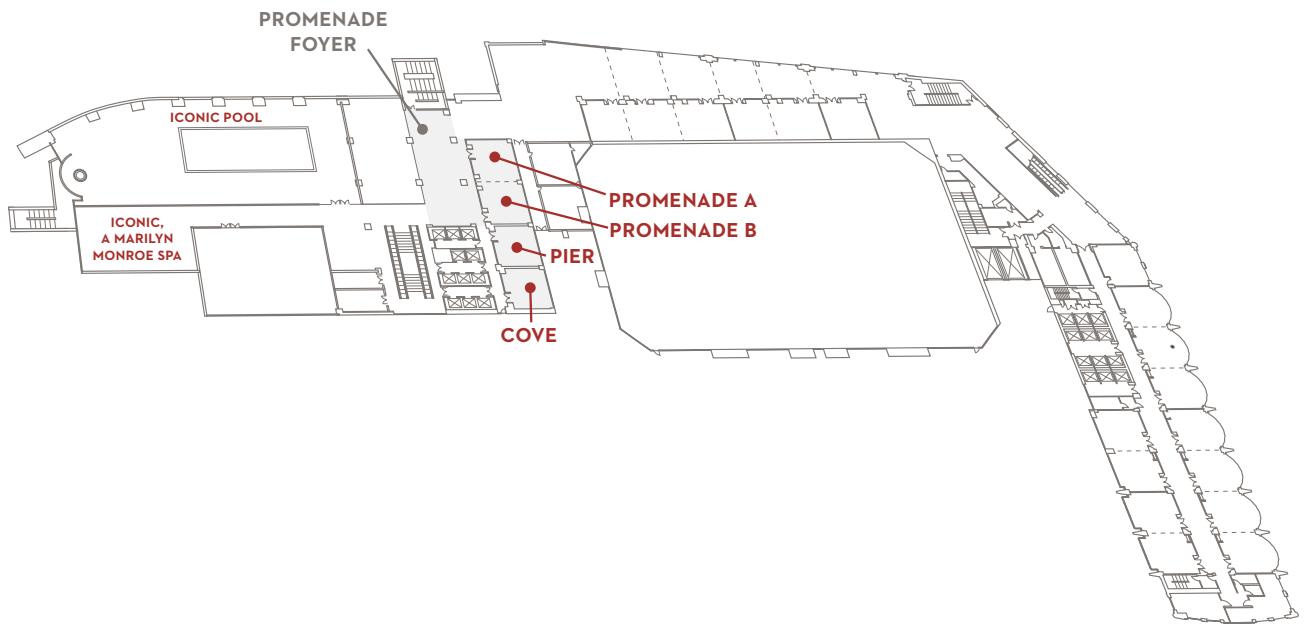 PROMENADE
FOYER
ICONIC POOL
PROMENADE A
PROMENADE B
ICONIC,
A MARILYN
MONROE SPA
PIER
COVE